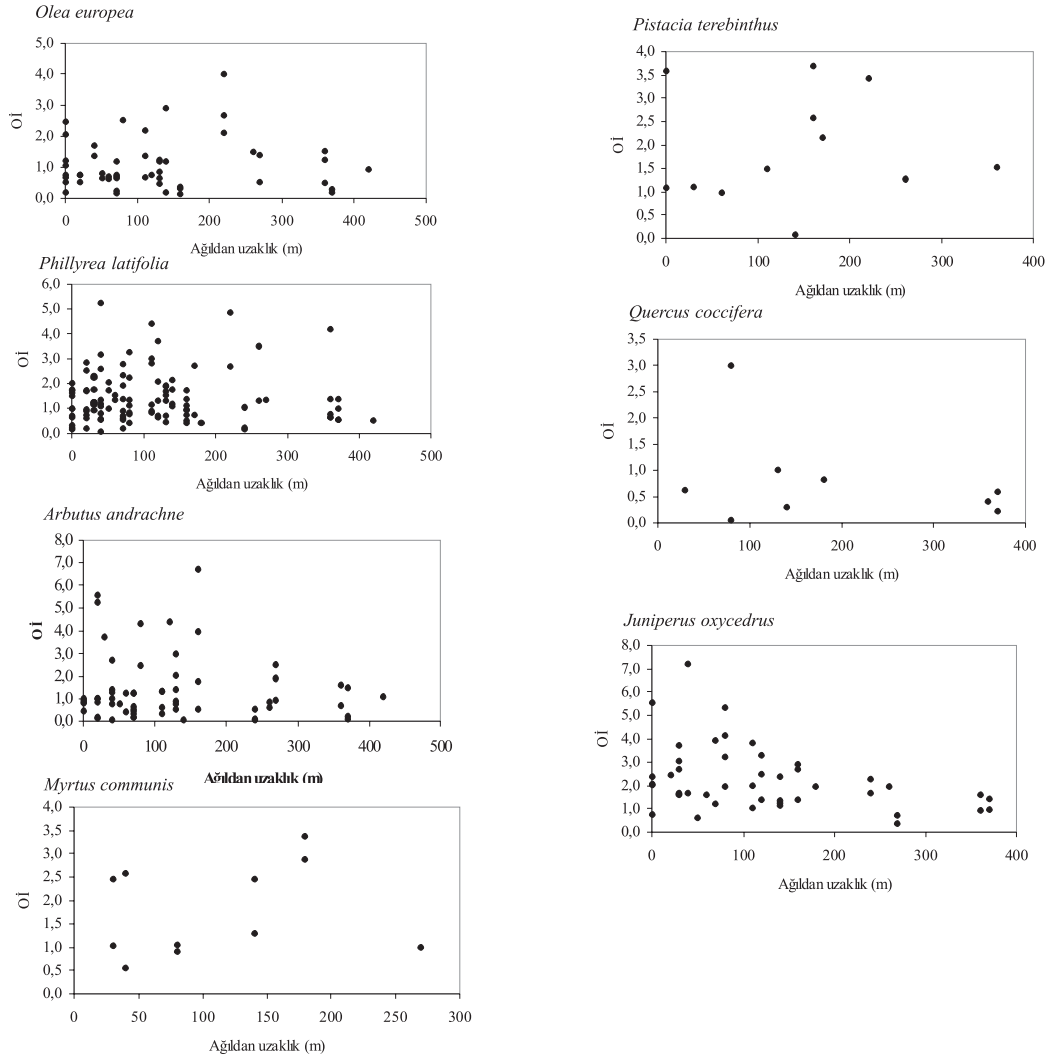 Olea europea
5,0
4,0
3,0
2,0
1,0
0,0
Oİ
0 100 200 300 400 500
Ağıldan uzaklık (m)
Phillyrea latifolia
6,0
5,0
4,0
3,0
2,0
1,0
0,0
Oİ
0 100 200 300 400 500
Ağıldan uzaklık (m)
Arbutus andrachne
8,0
7,0
6,0
5,0
4,0
3,0
2,0
1,0
0,0
Oİ
0 100 200 300 400 500
Ağıldan uzaklık (m)
Myrtus communis
4,0
3,5
3,0
2,5
2,0
1,5
1,0
0,5
0,0
Oİ
0 50 100 150 200 250 300
Ağıldan uzaklık (m)
Pistacia terebinthus
4,0
3,5
3,0
2,5
2,0
1,5
1,0
0,5
0,0
Oİ
0 100 200 300 400
Ağıldan uzaklık (m)
Quercus coccifera
3,5
3,0
2,5
2,0
1,5
1,0
0,5
0,0
Oİ
0 100 200 300 400
Ağıldan uzaklık (m)
Juniperus oxycedrus
8,0
7,0
6,0
5,0
4,0
3,0
2,0
1,0
0,0
Oİ
0 100 200 300 400
Ağıldan uzaklık (m)